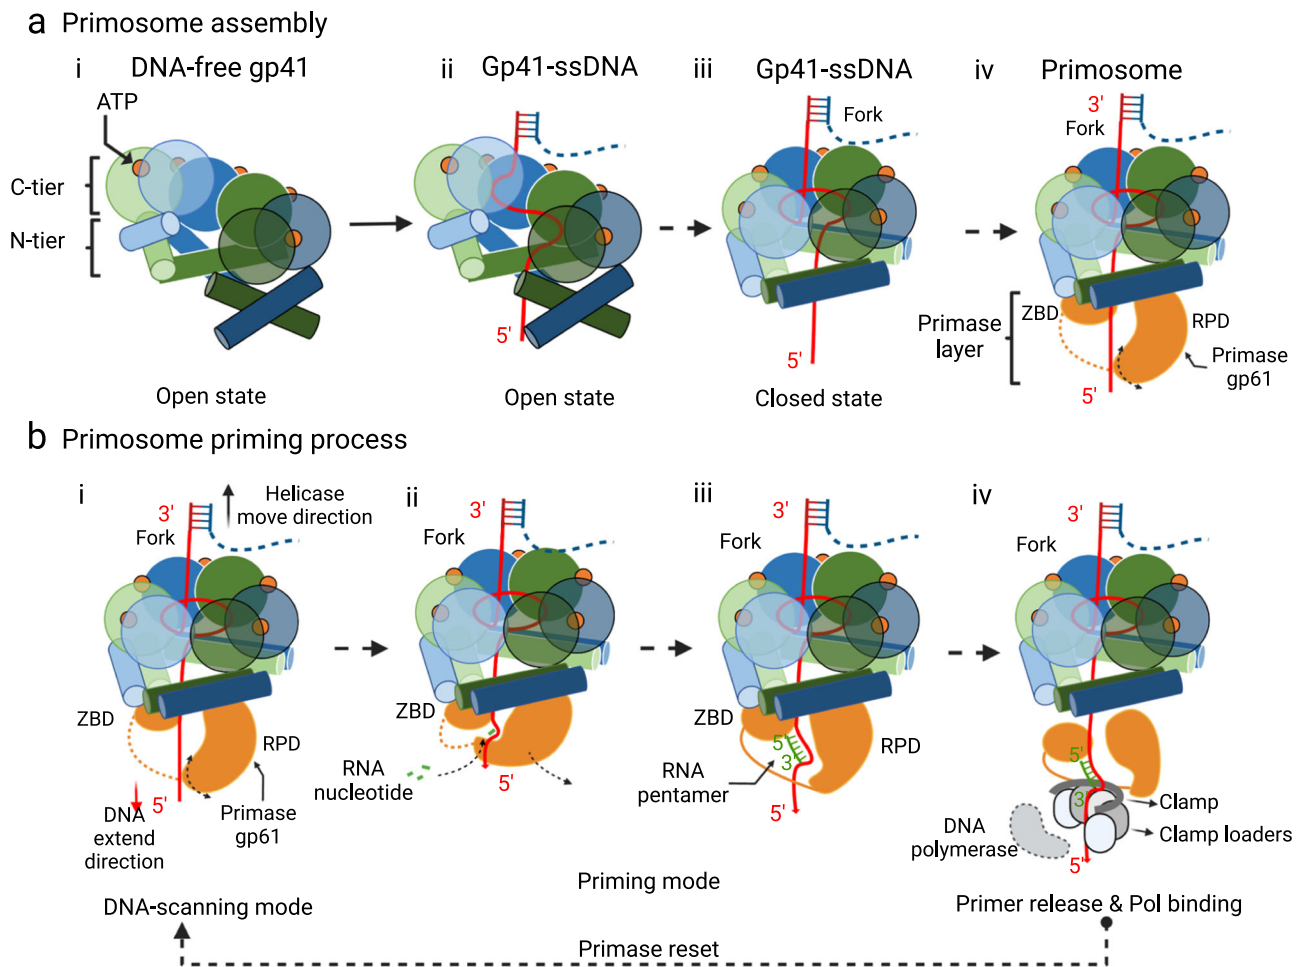 a Primosome assembly
i DNA-free gp41
ii Gp41-ssDNA
iii Gp41-ssDNA
iv Primosome
ATP
C-tier
N-tier
5'
Open state
Open state
Fork
5'
Closed state
3'
Fork
Primase
layer
ZBD
RPD
Primase
gp61
5'
b Primosome priming process
i
3'
Helicase
move direction
Fork
ZBD
RPD
5'
DNA
extend
direction
Primase
gp61
DNA-scanning mode
ii
3'
Fork
ZBD
RNA
nucleotide
5'
iii
3'
Fork
ZBD
RPD
5'
3'
RNA
pentamer
5'
Priming mode
iv
3'
Fork
5'
3'
Clamp
DNA
polymerase
Clamp loaders
5'
Primer release & Pol binding
Primase reset